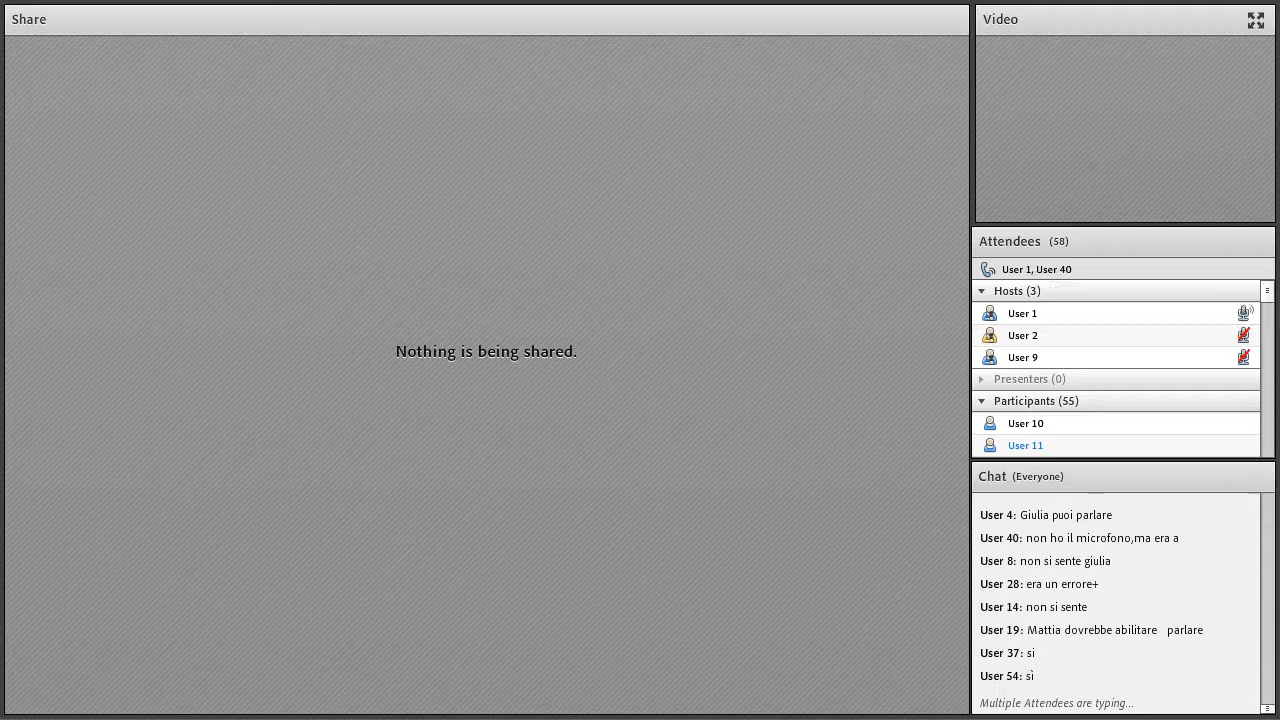 Share
Nothing is being shared.
Video
Attendees (58)
User 1, User 40
Hosts (3)
User 1
User 2
User 9
Presenters (0)
Participants (55)
User 10
User 11
Chat (Everyone)
User 4: Giulia puoi parlare
User 40: non ho il microfono,ma era a
User 8: non si sente giulia
User 28: era un errore+
User 14: non si sente
User 19: Mattia dovrebbe abilitare parlare
User 37: si
User 54: sì
Multiple Attendees are typing...